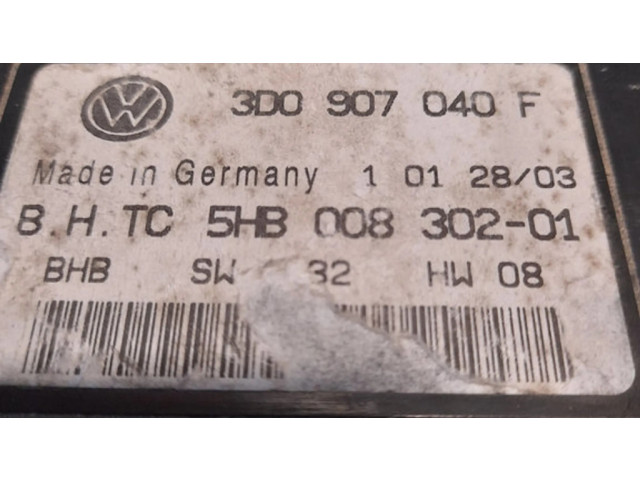 3D0 907 040 F
Made in Germany 1 01 28/03
B.H.TC 5HB 008 302-01
BHB SW 32 HW 08